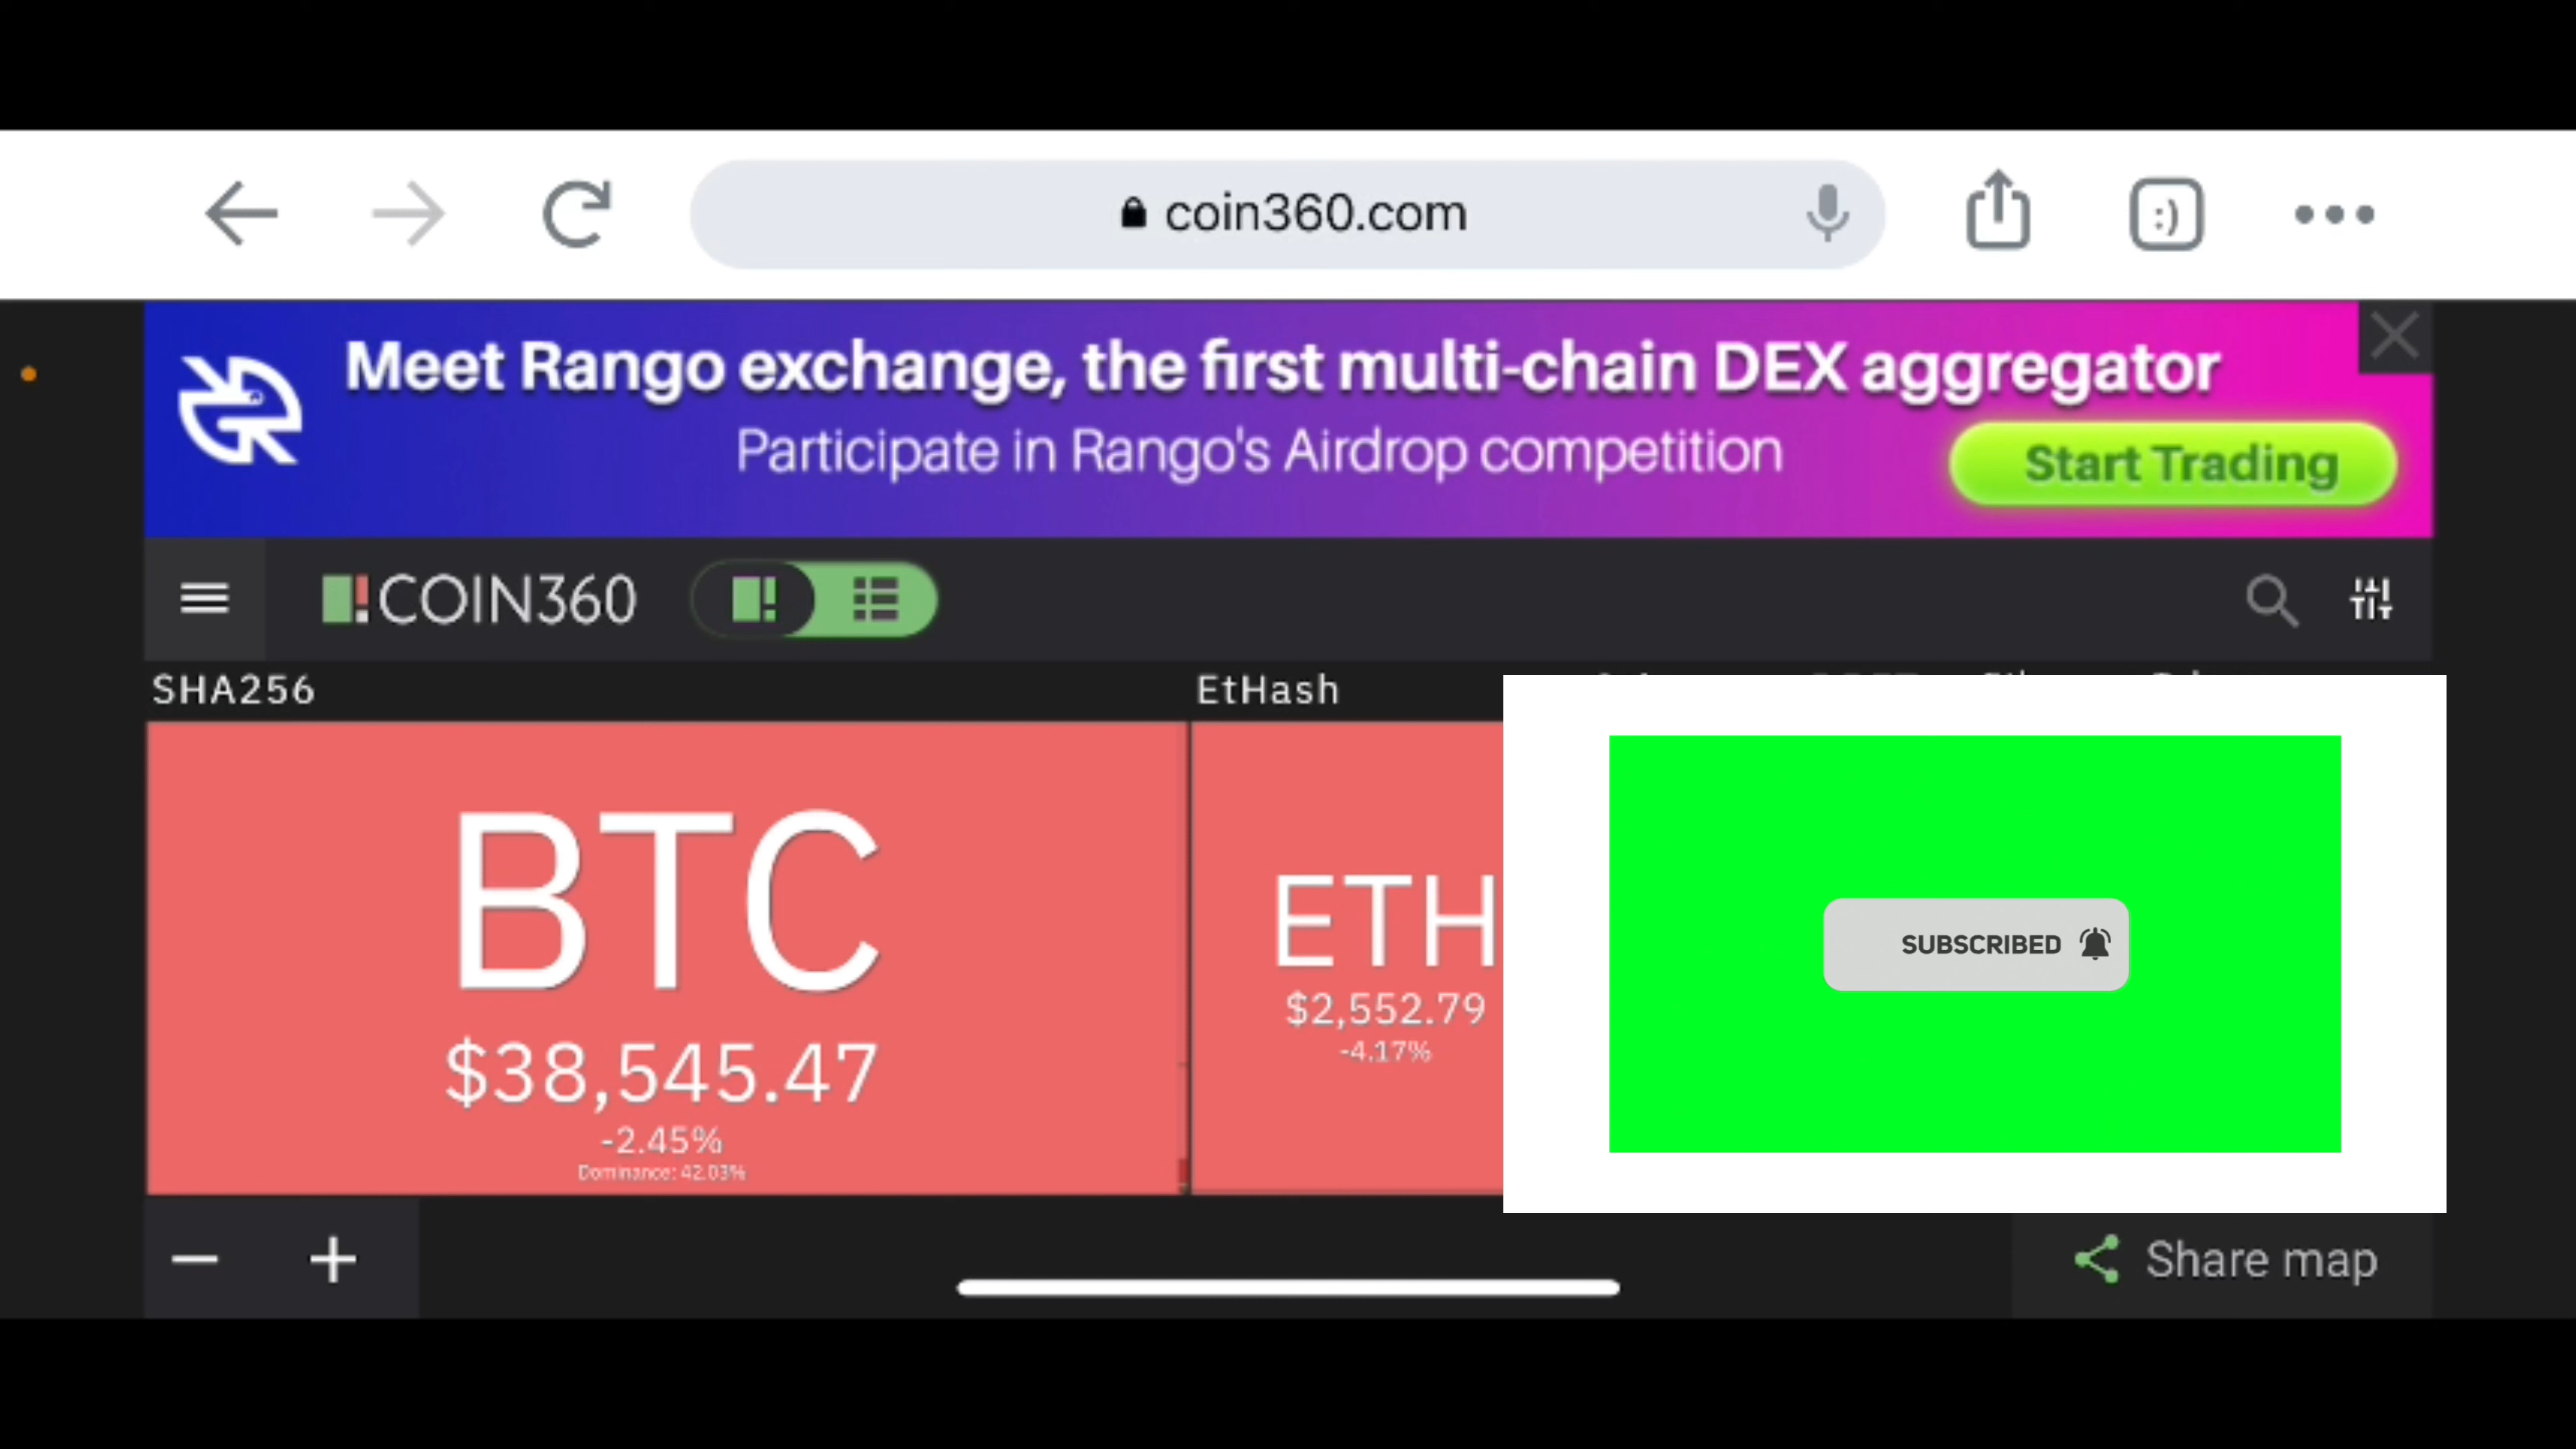 coin360.com
:)
Meet Rango exchange, the first multi-chain DEX aggregator
Participate in Rango's Airdrop competition
Start Trading
COIN360
SHA256
EtHash
BTC
$38,545.47
-2.45%
Dominance: 42.03%
ETH
$2,552.79
-4.17%
SUBSCRIBED
Share map